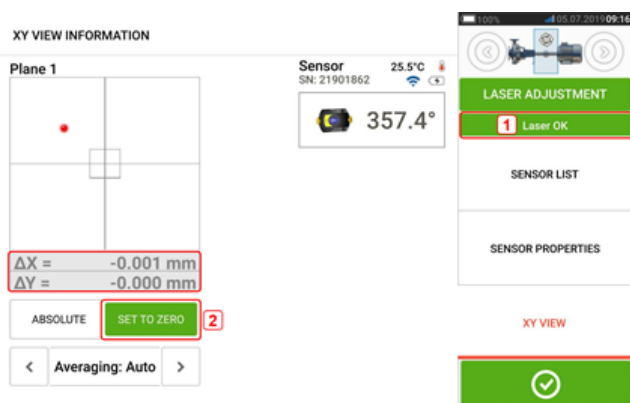 XY VIEW INFORMATION
Plane 1
ΔX = -0.001 mm
ΔY = -0.000 mm
ABSOLUTE
SET TO ZERO
2
< Averaging: Auto >
Sensor 25.5°C
SN: 21901862
357.4°
100% 05.07.2019 09:16
LASER ADJUSTMENT
1 Laser OK
SENSOR LIST
SENSOR PROPERTIES
XY VIEW